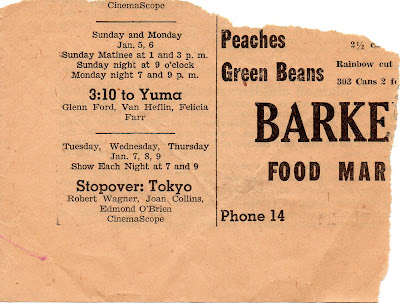 CinemaScope
Sunday and Monday
Jan. 5, 6
Sunday Matinee at 1 and 3 p. m.
Sunday night at 9 o'clock
Monday night 7 and 9 p. m.
3:10 to Yuma
Glenn Ford, Van Heflin, Felicia
Farr
Tuesday, Wednesday, Thursday
Jan. 7, 8, 9
Show Each Night at 7 and 9
Stopover: Tokyo
Robert Wagner, Joan Collins,
Edmond O'Brien
CinemaScope
Peaches
2½ c
Rainbow cut
Green Beans
303 Cans 2 f
BARKE
FOOD MAR
Phone 14